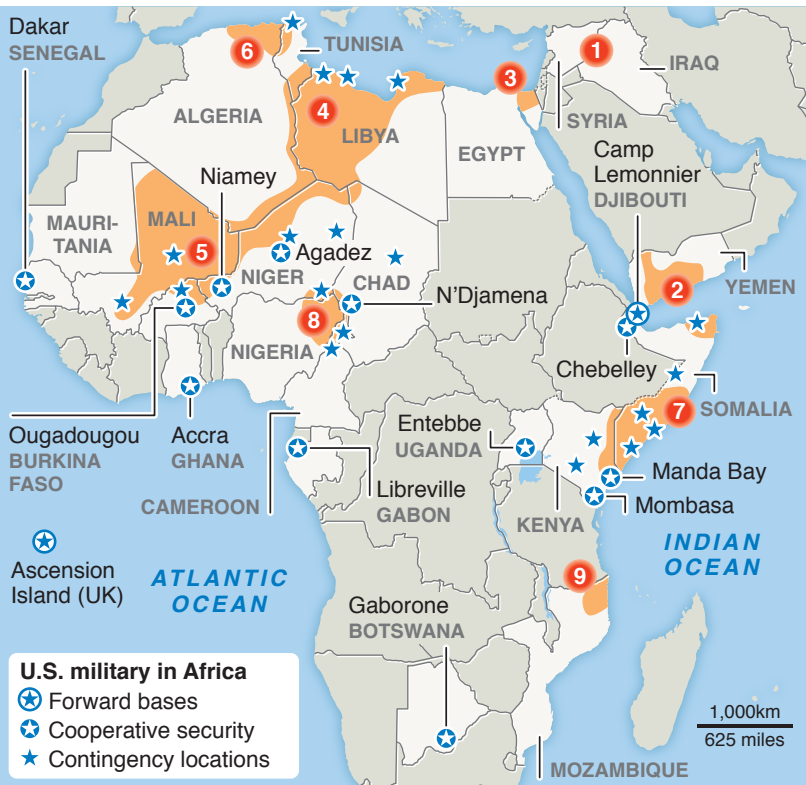 Dakar
SENEGAL
6
TUNISIA
1
IRAQ
3
ALGERIA
4
LIBYA
EGYPT
SYRIA
Camp
Lemonnier
DJIBOUTI
Niamey
MAURI-
TANIA
MALI
5
NIGER
Agadez
CHAD
2
YEMEN
N'Djamena
8
NIGERIA
Chebelley
7
SOMALIA
Ougadougou
BURKINA
FASO
Accra
GHANA
CAMEROON
Entebbe
UGANDA
Libreville
GABON
Manda Bay
Mombasa
KENYA
INDIAN
OCEAN
Ascension
Island (UK)
ATLANTIC
OCEAN
9
Gaborone
BOTSWANA
U.S. military in Africa
Forward bases
Cooperative security
Contingency locations
1,000km
625 miles
MOZAMBIQUE